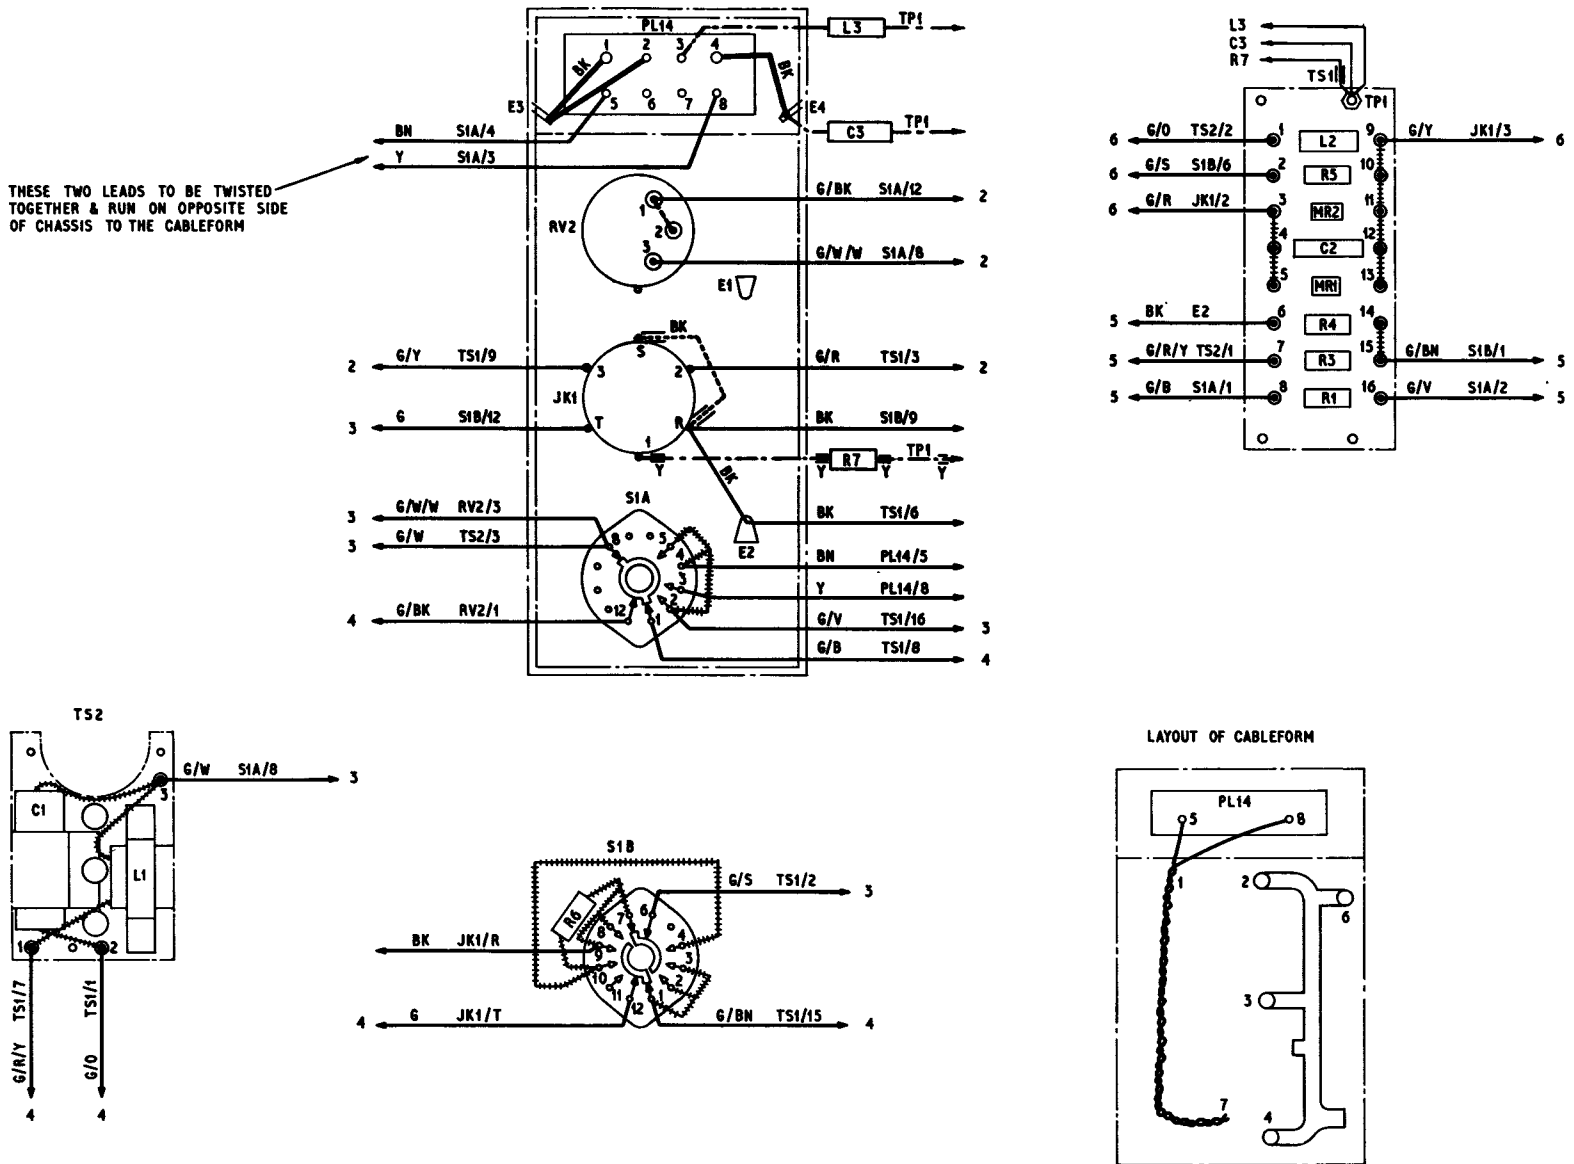 PL14
L3 TP1
1 2 3 4
BK
BK
5 6 7 8
E3
E4
C3 TP1
BN S1A/4
Y S1A/3
THESE TWO LEADS TO BE TWISTED
TOGETHER & RUN ON OPPOSITE SIDE
OF CHASSIS TO THE CABLEFORM
RV2
1
2
3
G/BK S1A/12 2
G/W/W S1A/8 2
E1
BK
S
2 G/Y TS1/9
3 2
G/R TS1/3 2
JK1
3 G S1B/12
T R
BK S1B/9
1
Y
Y R7 Y TP1 Y
BK
S1A
3 G/W/W RV2/3
3 G/W TS2/3
4 G/BK RV2/1
8 5
4
3
2
12 1
E2
BK TS1/6
BN PL14/5
Y PL14/8
G/V TS1/16 3
G/B TS1/8 4
L3
C3
R7
TS1
TP1
6 G/O TS2/2 1 L2 9 G/Y JK1/3 6
6 G/S S1B/6 2 R5 10
6 G/R JK1/2 3 MR2 11
4 C2 12
5 MR1 13
5 BK E2 6 R4 14
5 G/R/Y TS2/1 7 R3 15 G/BN S1B/1 5
5 G/B S1A/1 8 R1 16 G/V S1A/2 5
TS2
G/W S1A/8 3
3
C1
L1
1 2
G/R/Y TS1/7
G/O TS1/1
4 4
S1B
G/S TS1/2 3
R6
7 6
8 4
9 3
10 2
11 12 1
BK JK1/R
4 G JK1/T
G/BN TS1/15 4
LAYOUT OF CABLEFORM
PL14
5 8
1 2
6
3
7 4